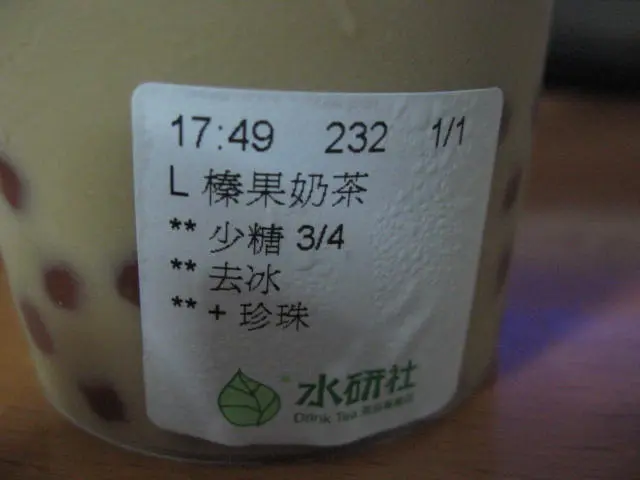 17:49 232 1/1
L 榛果奶茶
** 少糖 3/4
** 去冰
** + 珍珠
水研社
Drink Tea